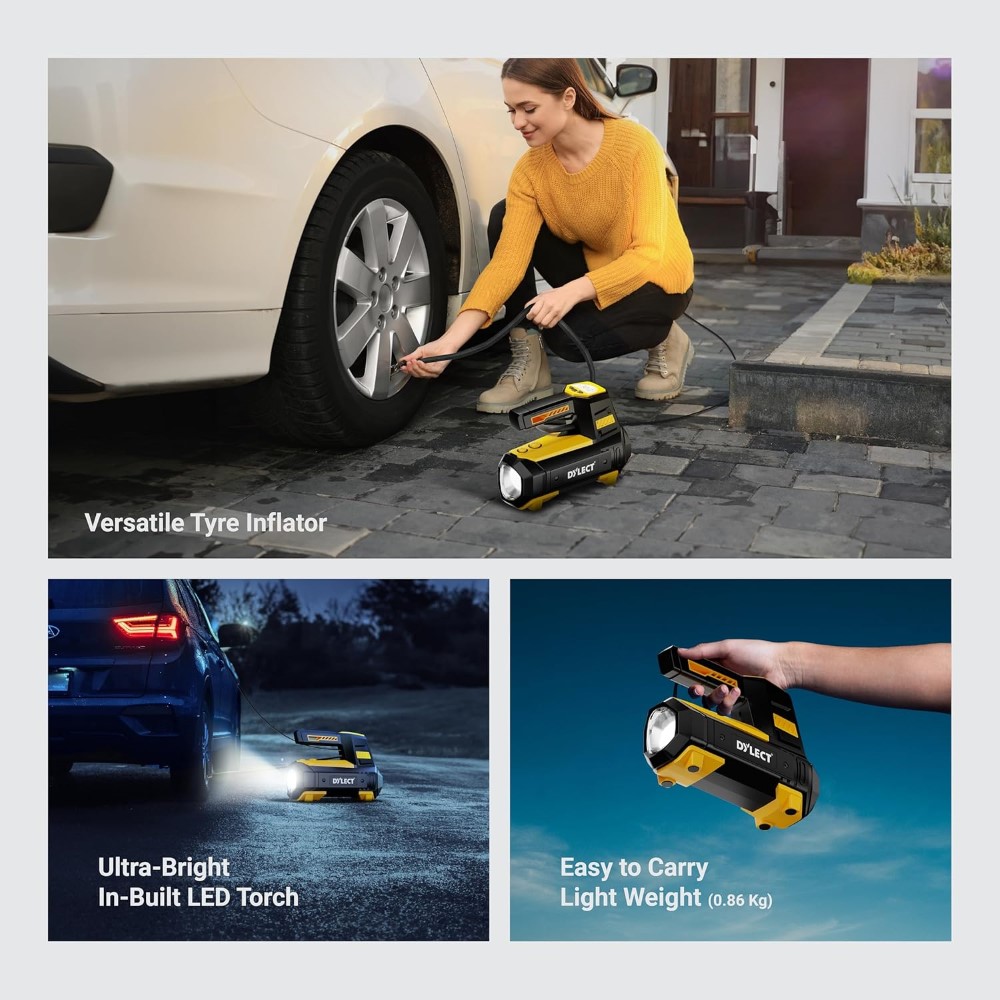 DYLECT
Versatile Tyre Inflator
DYLECT
Ultra-Bright
In-Built LED Torch
DYLECT
Easy to Carry
Light Weight (0.86 Kg)